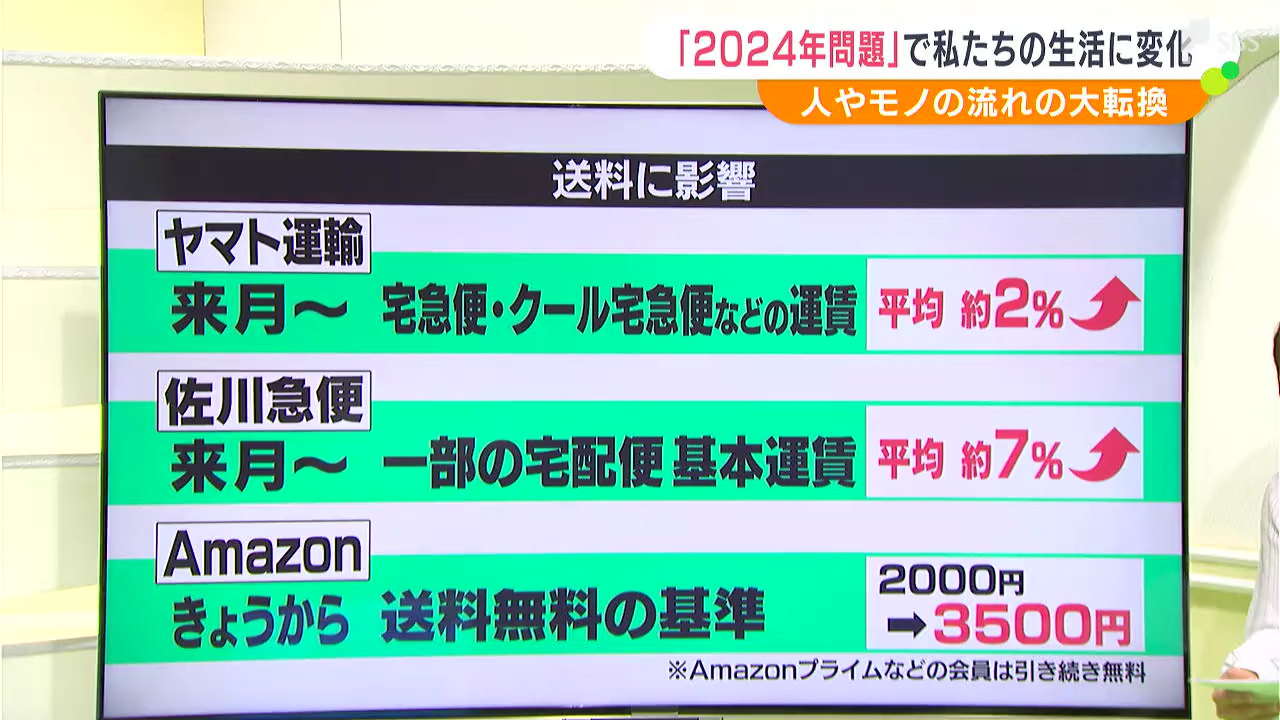 SBS
「2024年問題」で私たちの生活に変化
人やモノの流れの大転換
送料に影響
ヤマト運輸
来月～ 宅急便・クール宅急便などの運賃 平均 約2%
佐川急便
来月～ 一部の宅配便 基本運賃 平均 約7%
Amazon
きょうから 送料無料の基準 2000円
➡3500円
※Amazonプライムなどの会員は引き続き無料